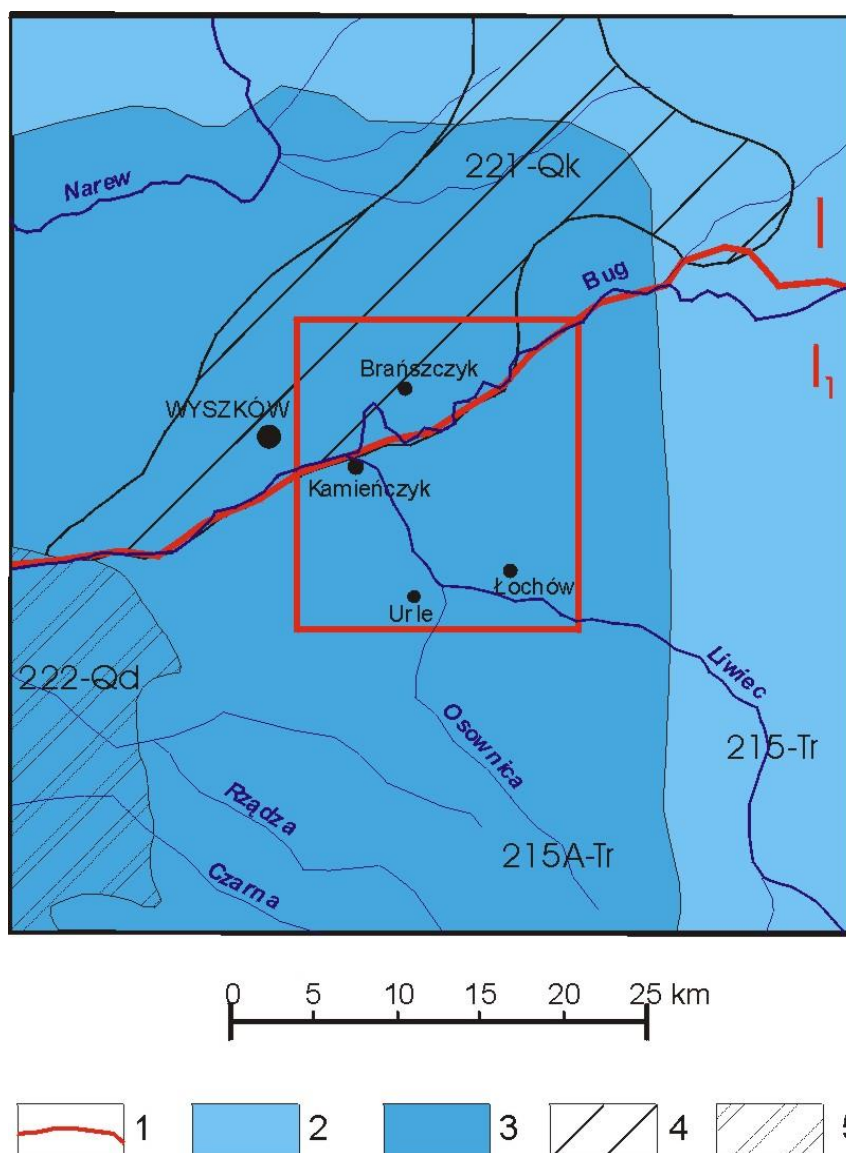 221-Qk
Narew
I
Bug
I1
Brańszczyk
WYSZKÓW
Kamieńczyk
Łochów
Urle
222-Qd
Liwiec
Osownica
215-Tr
Rządza
215A-Tr
Czarna
0 5 10 15 20 25 km
1 2 3 4 5